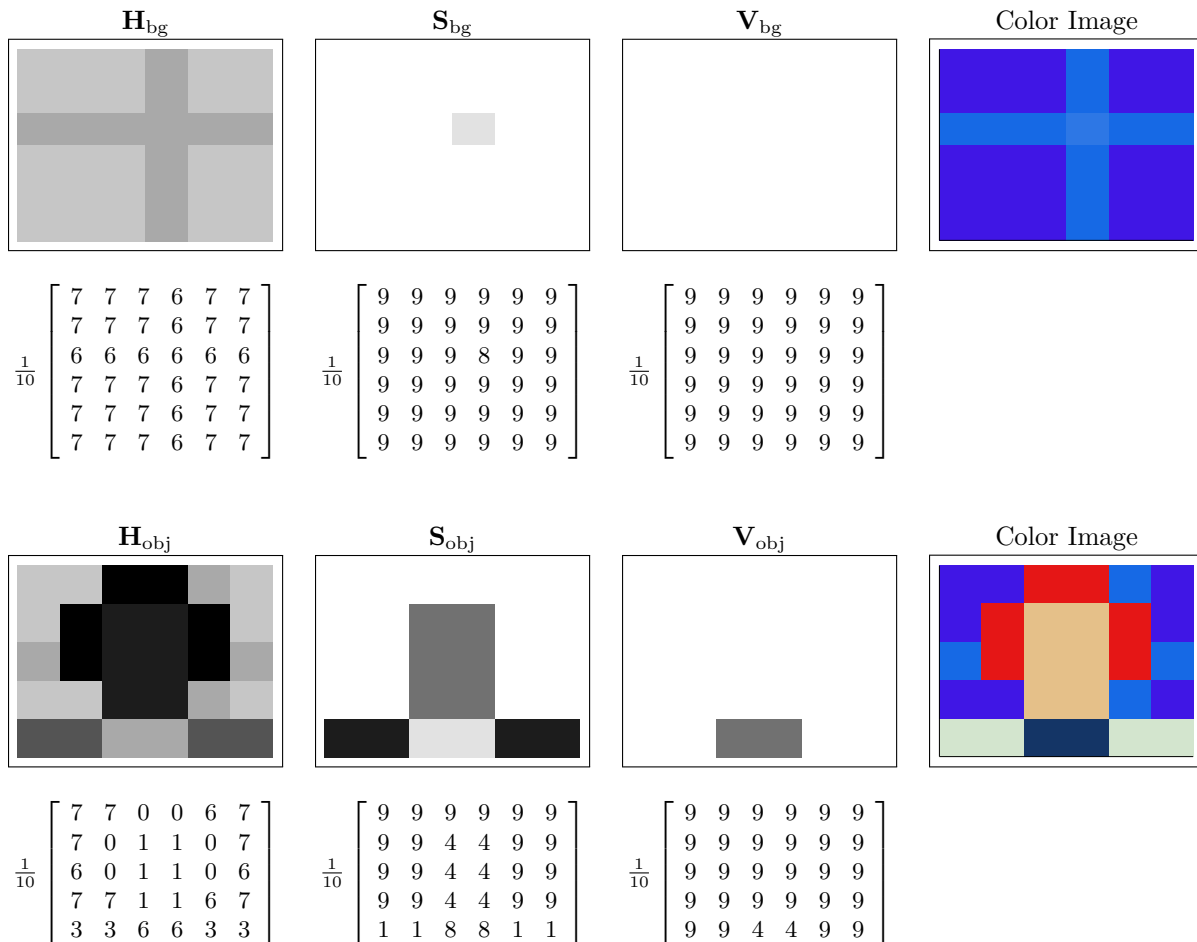 H_bg S_bg V_bg Color Image
1/10 [ 7 7 7 6 7 7 ] 1/10 [ 9 9 9 9 9 9 ] 1/10 [ 9 9 9 9 9 9 ]
7 7 7 6 7 7 9 9 9 9 9 9 9 9 9 9 9 9
6 6 6 6 6 6 9 9 9 8 9 9 9 9 9 9 9 9
7 7 7 6 7 7 9 9 9 9 9 9 9 9 9 9 9 9
7 7 7 6 7 7 9 9 9 9 9 9 9 9 9 9 9 9
7 7 7 6 7 7 9 9 9 9 9 9 9 9 9 9 9 9
H_obj S_obj V_obj Color Image
1/10 [ 7 7 0 0 6 7 ] 1/10 [ 9 9 9 9 9 9 ] 1/10 [ 9 9 9 9 9 9 ]
7 0 1 1 0 7 9 9 4 4 9 9 9 9 9 9 9 9
6 0 1 1 0 6 9 9 4 4 9 9 9 9 9 9 9 9
7 7 1 1 6 7 9 9 4 4 9 9 9 9 9 9 9 9
3 3 6 6 3 3 1 1 8 8 1 1 9 9 4 4 9 9